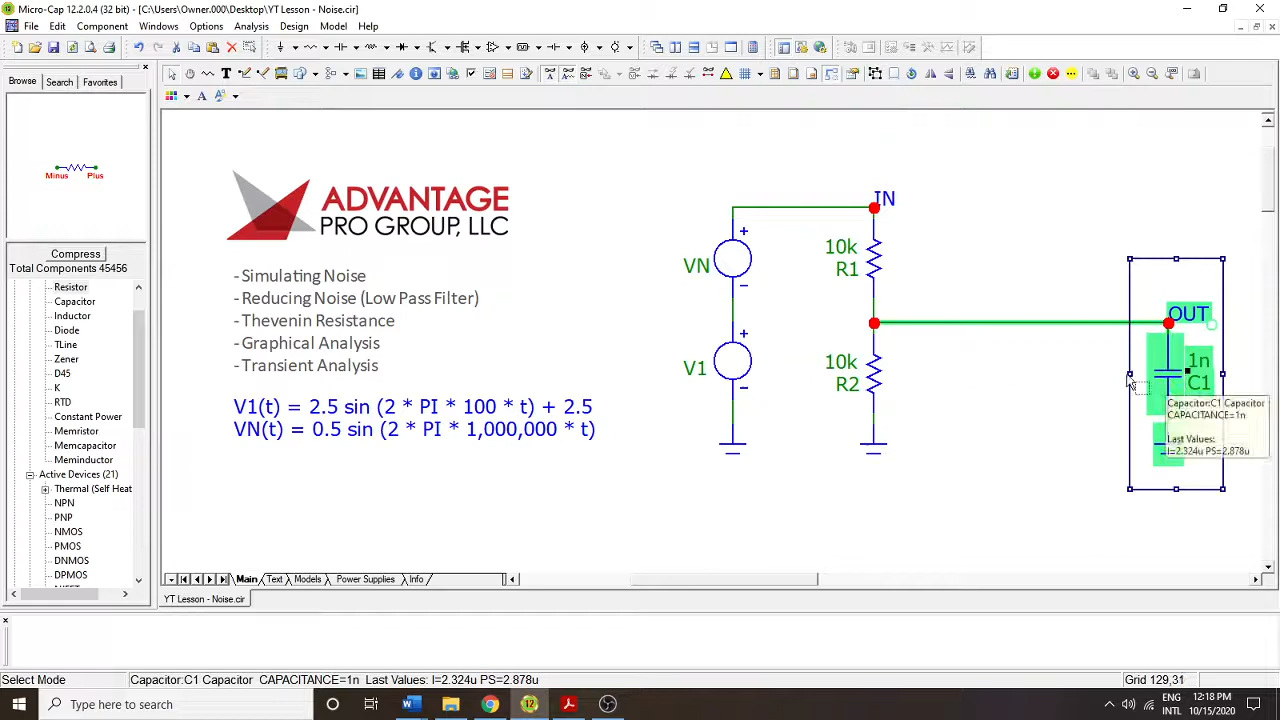 Micro-Cap 12.2.0.4 (32 bit) - [C:\Users\Owner.000\Desktop\YT Lesson - Noise.cir]
File Edit Component Windows Options Analysis Design Model Help
Browse Search Favorites
Minus Plus
Compress
Total Components 45456
Resistor
Capacitor
Inductor
Diode
TLine
Zener
D45
K
RTD
Constant Power
Memristor
Memcapacitor
Meminductor
Active Devices (21)
Thermal (Self Heat
NPN
PNP
NMOS
PMOS
DNMOS
DPMOS
ADVANTAGE
PRO GROUP, LLC
- Simulating Noise
- Reducing Noise (Low Pass Filter)
- Thevenin Resistance
- Graphical Analysis
- Transient Analysis
V1(t) = 2.5 sin (2 * PI * 100 * t) + 2.5
VN(t) = 0.5 sin (2 * PI * 1,000,000 * t)
IN
+
VN
-
10k
R1
+
V1
-
10k
R2
OUT
1n
C1
Capacitor:C1 Capacitor
CAPACITANCE=1n
Last Values:
I=2.324u PS=2.878u
Main Text Models Power Supplies Info
YT Lesson - Noise.cir
Select Mode Capacitor:C1 Capacitor CAPACITANCE=1n Last Values: I=2.324u PS=2.878u Grid 129,31
Type here to search
ENG
INTL
12:18 PM
10/15/2020